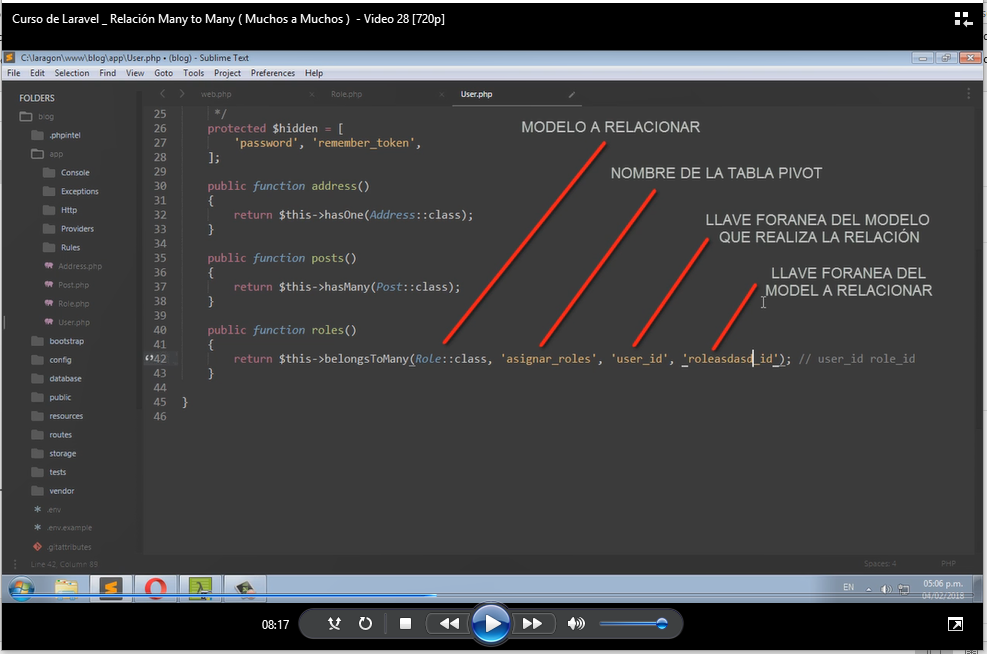 Curso de Laravel _ Relación Many to Many ( Muchos a Muchos ) - Video 28 [720p]
C:\laragon\www\blog\app\User.php • (blog) - Sublime Text
File Edit Selection Find View Goto Tools Project Preferences Help
FOLDERS
blog
.phpintel
app
Console
Exceptions
Http
Providers
Rules
Address.php
Post.php
Role.php
User.php
bootstrap
config
database
public
resources
routes
storage
tests
vendor
.env
.env.example
.gitattributes
web.php Role.php User.php
25 */
26 protected $hidden = [
27 'password', 'remember_token',
28 ];
29
30 public function address()
31 {
32 return $this->hasOne(Address::class);
33 }
34
35 public function posts()
36 {
37 return $this->hasMany(Post::class);
38 }
39
40 public function roles()
41 {
42 return $this->belongsToMany(Role::class, 'asignar_roles', 'user_id', 'roleasdasd_id'); // user_id role_id
43 }
44
45 }
46
MODELO A RELACIONAR
NOMBRE DE LA TABLA PIVOT
LLAVE FORANEA DEL MODELO
QUE REALIZA LA RELACIÓN
LLAVE FORANEA DEL
MODEL A RELACIONAR
Line 42, Column 88 Spaces: 4 PHP
EN 05:06 p.m.
04/02/2018
08:17